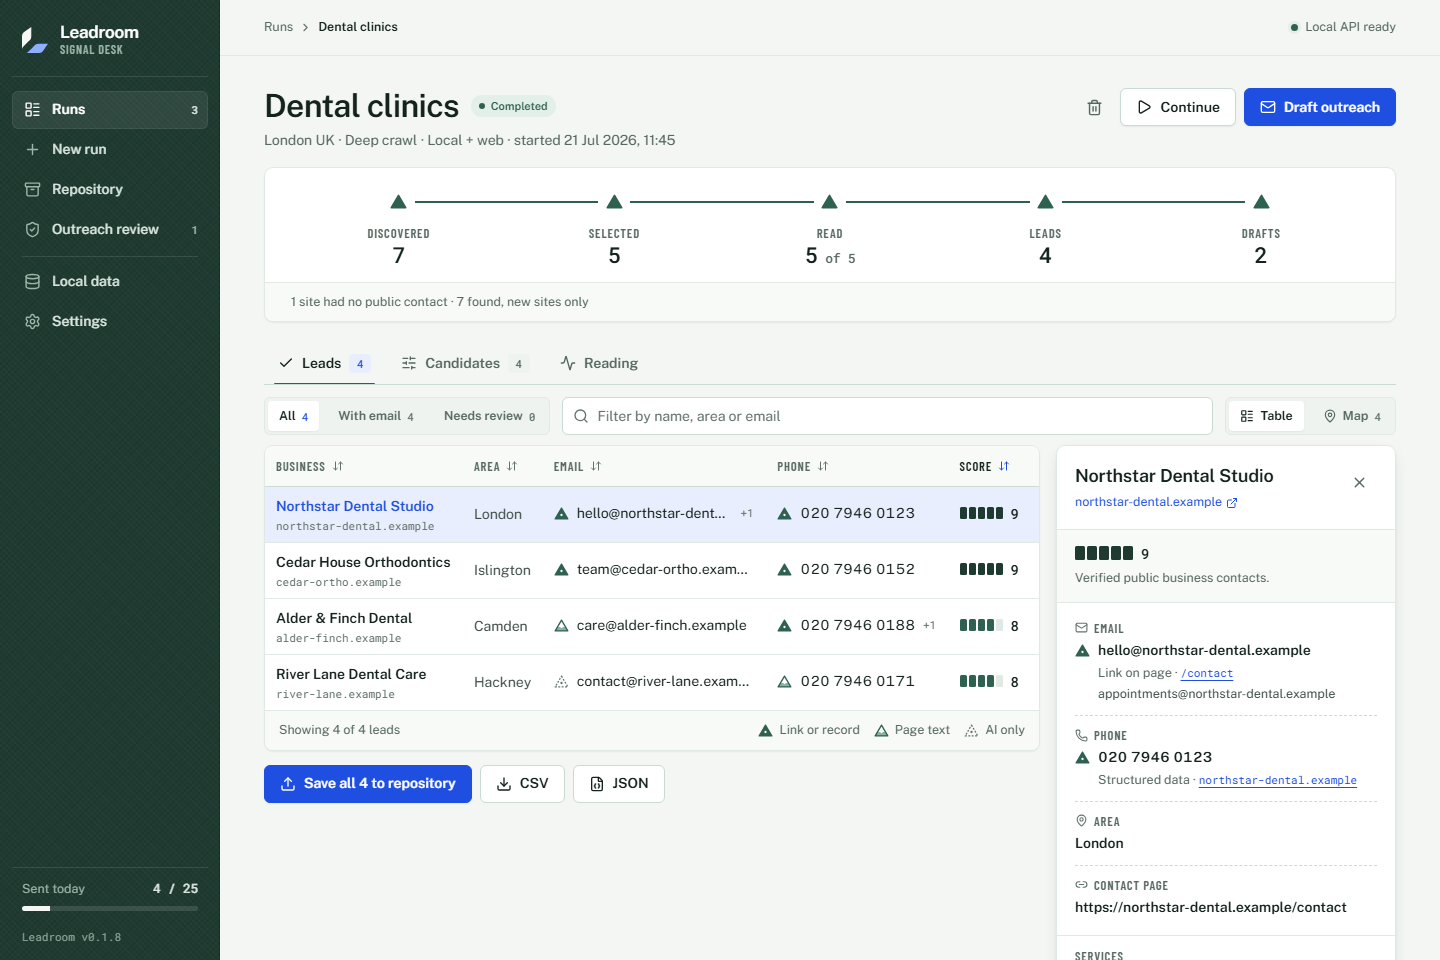 Leadroom
SIGNAL DESK
Runs 3
New run
Repository
Outreach review 1
Local data
Settings
Sent today 4 / 25
Leadroom v0.1.8
Runs > Dental clinics
Local API ready
Dental clinics Completed
London UK · Deep crawl · Local + web · started 21 Jul 2026, 11:45
Continue
Draft outreach
DISCOVERED SELECTED READ LEADS DRAFTS
7 5 5 of 5 4 2
1 site had no public contact · 7 found, new sites only
Leads 4 Candidates 4 Reading
All 4 With email 4 Needs review 0
Filter by name, area or email
Table Map 4
BUSINESS AREA EMAIL PHONE SCORE
Northstar Dental Studio
northstar-dental.example
London hello@northstar-dent... +1 020 7946 0123 9
Cedar House Orthodontics
cedar-ortho.example
Islington team@cedar-ortho.exam... 020 7946 0152 9
Alder & Finch Dental
alder-finch.example
Camden care@alder-finch.example 020 7946 0188 +1 8
River Lane Dental Care
river-lane.example
Hackney contact@river-lane.exam... 020 7946 0171 8
Showing 4 of 4 leads Link or record Page text AI only
Save all 4 to repository CSV JSON
Northstar Dental Studio
northstar-dental.example
9
Verified public business contacts.
EMAIL
hello@northstar-dental.example
Link on page · /contact
appointments@northstar-dental.example
PHONE
020 7946 0123
Structured data · northstar-dental.example
AREA
London
CONTACT PAGE
https://northstar-dental.example/contact
SERVICES